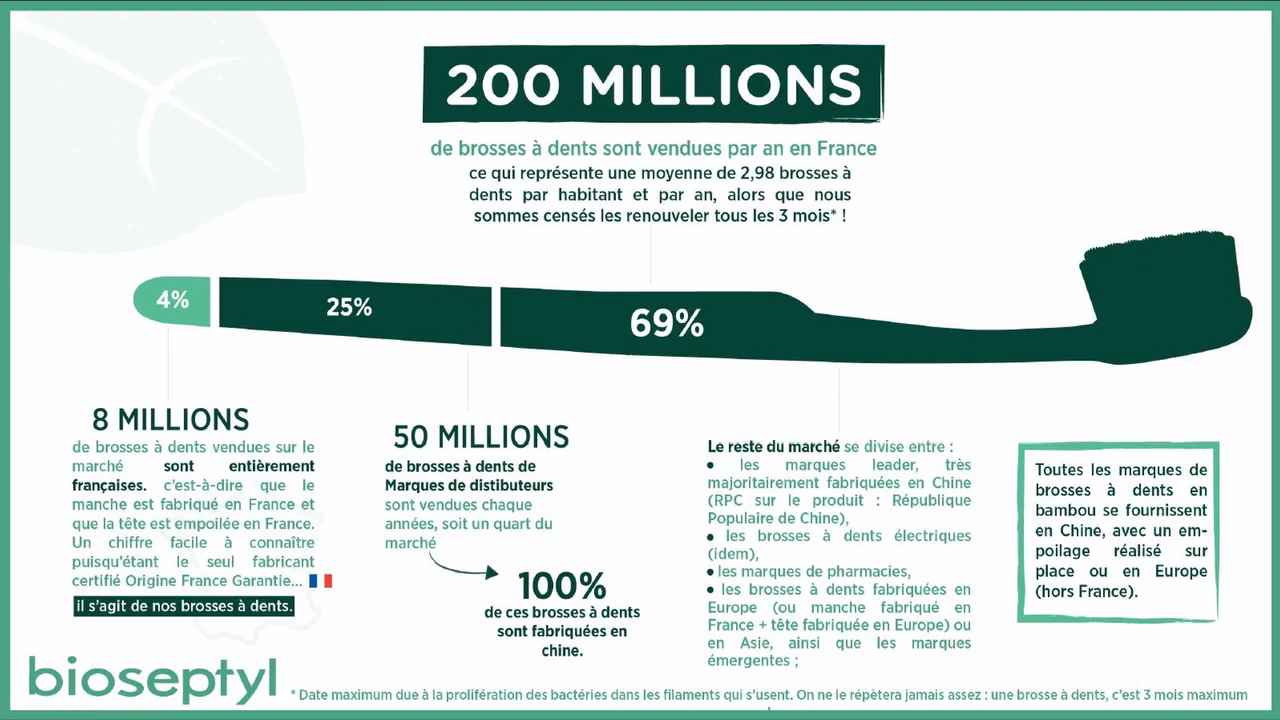 200 MILLIONS
de brosses à dents sont vendues par an en France
ce qui représente une moyenne de 2,98 brosses à
dents par habitant et par an, alors que nous
sommes censés les renouveler tous les 3 mois* !
4%
25%
69%
8 MILLIONS
de brosses à dents vendues sur le
marché sont entièrement
françaises. c'est-à-dire que le
manche est fabriqué en France et
que la tête est empoilée en France.
Un chiffre facile à connaître
puisqu'étant le seul fabricant
certifié Origine France Garantie...
il s'agit de nos brosses à dents.
50 MILLIONS
de brosses à dents de
Marques de distibuteurs
sont vendues chaque
années, soit un quart du
marché
100%
de ces brosses à dents
sont fabriquées en
chine.
Le reste du marché se divise entre :
• les marques leader, très
majoritairement fabriquées en Chine
(RPC sur le produit : République
Populaire de Chine),
• les brosses à dents électriques
(idem),
• les marques de pharmacies,
• les brosses à dents fabriquées en
Europe (ou manche fabriqué en
France + tête fabriquée en Europe) ou
en Asie, ainsi que les marques
émergentes ;
Toutes les marques de
brosses à dents en
bambou se fournissent
en Chine, avec un em-
poilage réalisé sur
place ou en Europe
(hors France).
bioseptyl
* Date maximum due à la prolifération des bactéries dans les filaments qui s'usent. On ne le répètera jamais assez : une brosse à dents, c'est 3 mois maximum